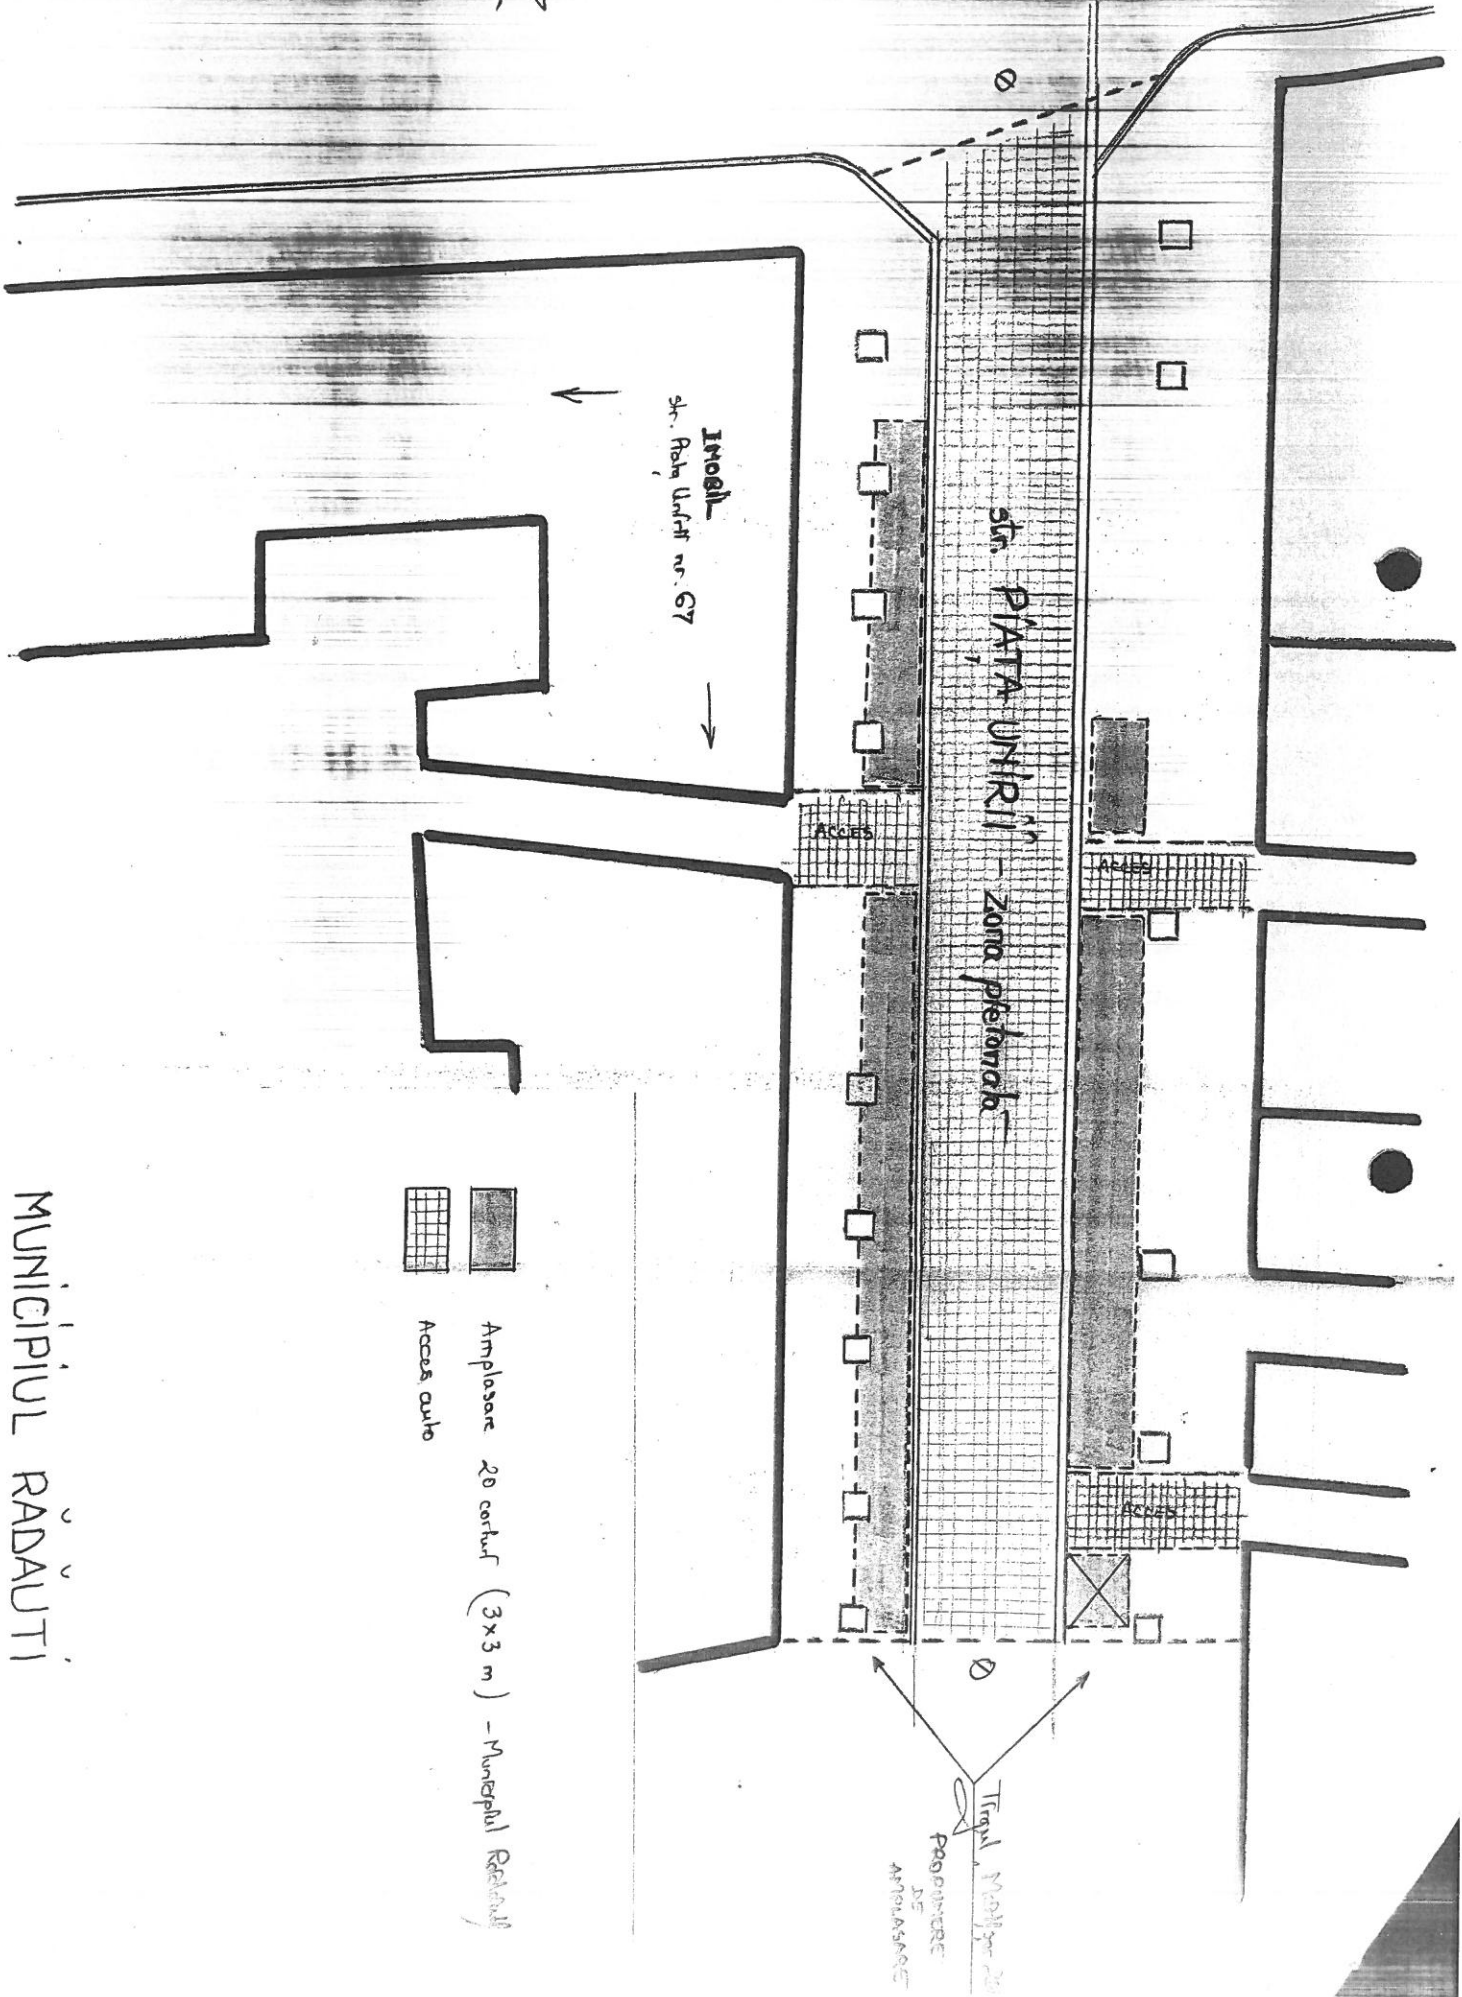 str. PIAȚA UNIRII - zona pietonală
ACCES
ACCES
ACCES
IMOBIL
str. Piața Unirii nr. 67
Tîrgul
PROPUNERE
DE
AMPLASARE
Amplasare 20 corturi (3x3 m) - Municipiul Rădăuți
Acces auto
MUNICIPIUL RĂDĂUȚI